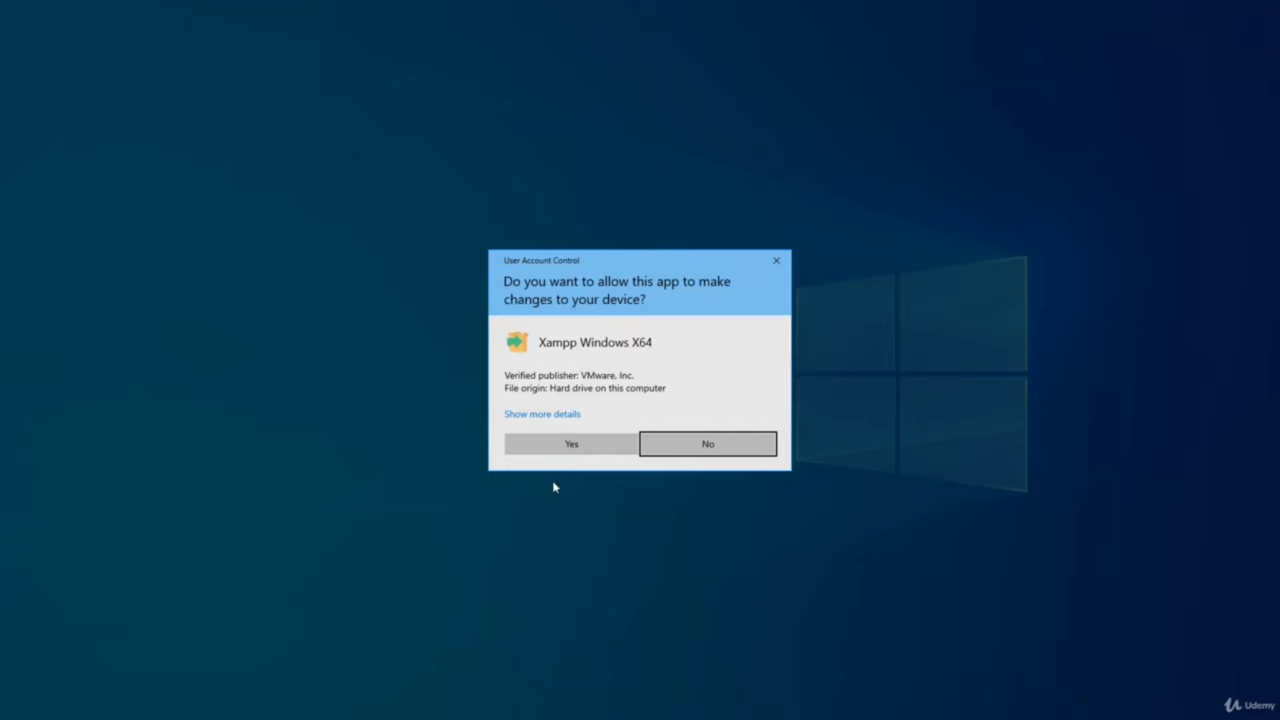 User Account Control
Do you want to allow this app to make
changes to your device?
Xampp Windows X64
Verified publisher: VMware, Inc.
File origin: Hard drive on this computer
Show more details
Yes
No
Udemy